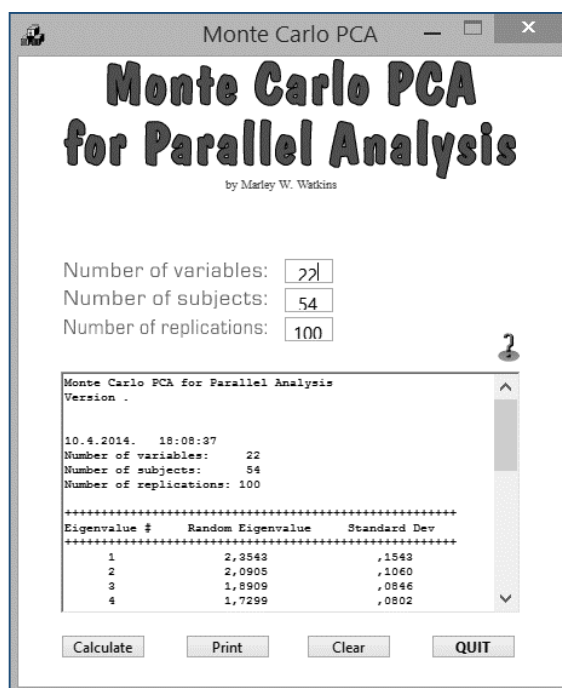 Monte Carlo PCA
Monte Carlo PCA
for Parallel Analysis
by Marley W. Watkins
Number of variables: 22
Number of subjects: 54
Number of replications: 100
?
Monte Carlo PCA for Parallel Analysis
Version .
10.4.2014. 18:08:37
Number of variables: 22
Number of subjects: 54
Number of replications: 100
++++++++++++++++++++++++++++++++++++++++++++++++++++++
Eigenvalue # Random Eigenvalue Standard Dev
++++++++++++++++++++++++++++++++++++++++++++++++++++++
1 2,3543 ,1543
2 2,0905 ,1060
3 1,8909 ,0846
4 1,7299 ,0802
Calculate Print Clear QUIT